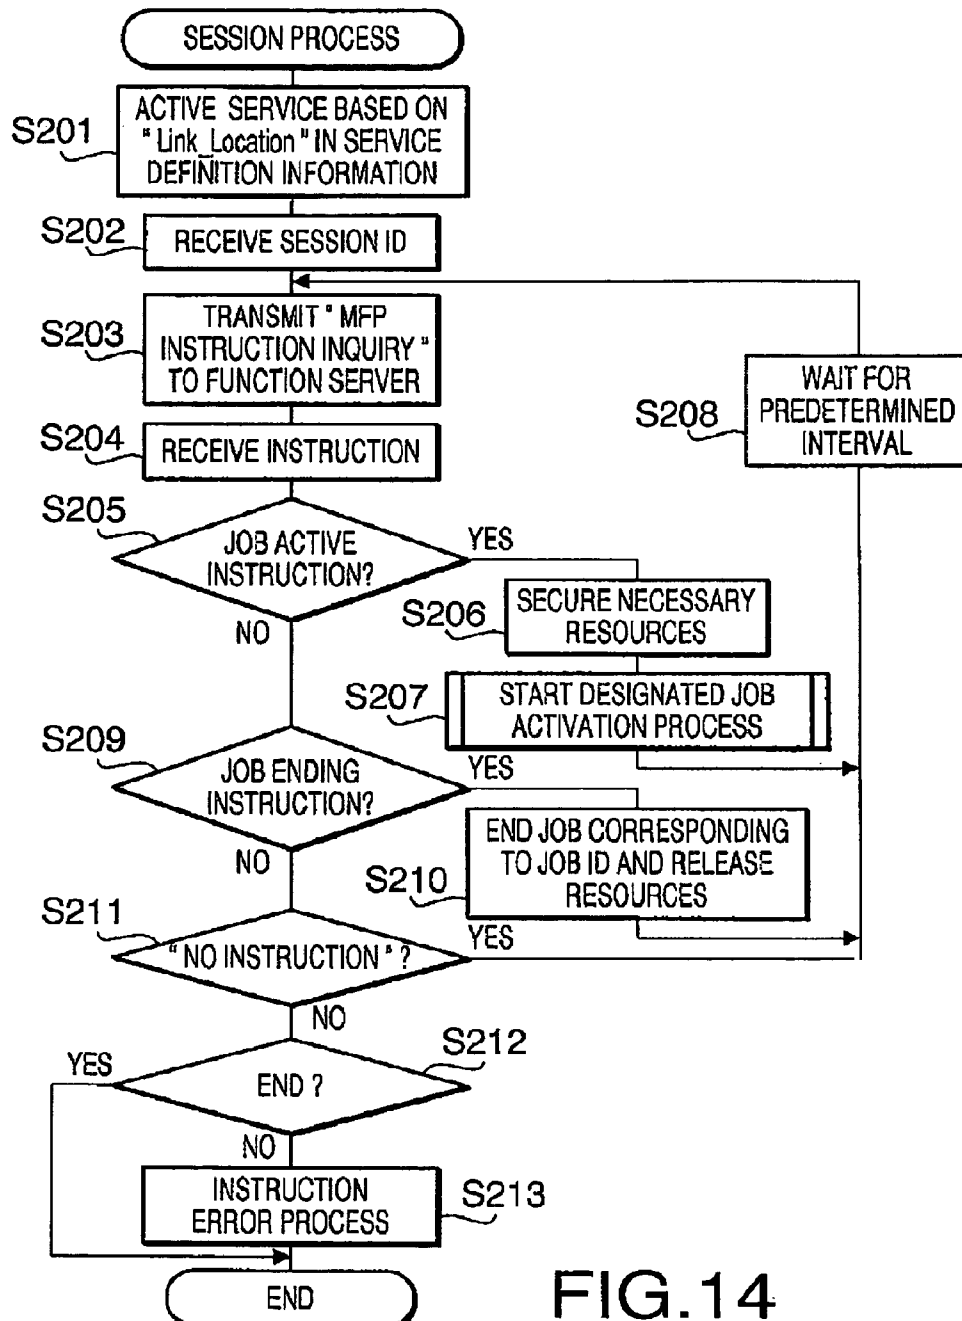 SESSION PROCESS
S201
ACTIVE SERVICE BASED ON
"Link_Location" IN SERVICE
DEFINITION INFORMATION
S202
RECEIVE SESSION ID
S203
TRANSMIT "MFP
INSTRUCTION INQUIRY"
TO FUNCTION SERVER
S208
WAIT FOR
PREDETERMINED
INTERVAL
S204
RECEIVE INSTRUCTION
S205
JOB ACTIVE
INSTRUCTION?
YES
NO
S206
SECURE NECESSARY
RESOURCES
S207
START DESIGNATED JOB
ACTIVATION PROCESS
S209
JOB ENDING
INSTRUCTION?
YES
NO
S210
END JOB CORRESPONDING
TO JOB ID AND RELEASE
RESOURCES
S211
"NO INSTRUCTION"?
YES
NO
S212
END ?
YES
NO
S213
INSTRUCTION
ERROR PROCESS
END
FIG.14